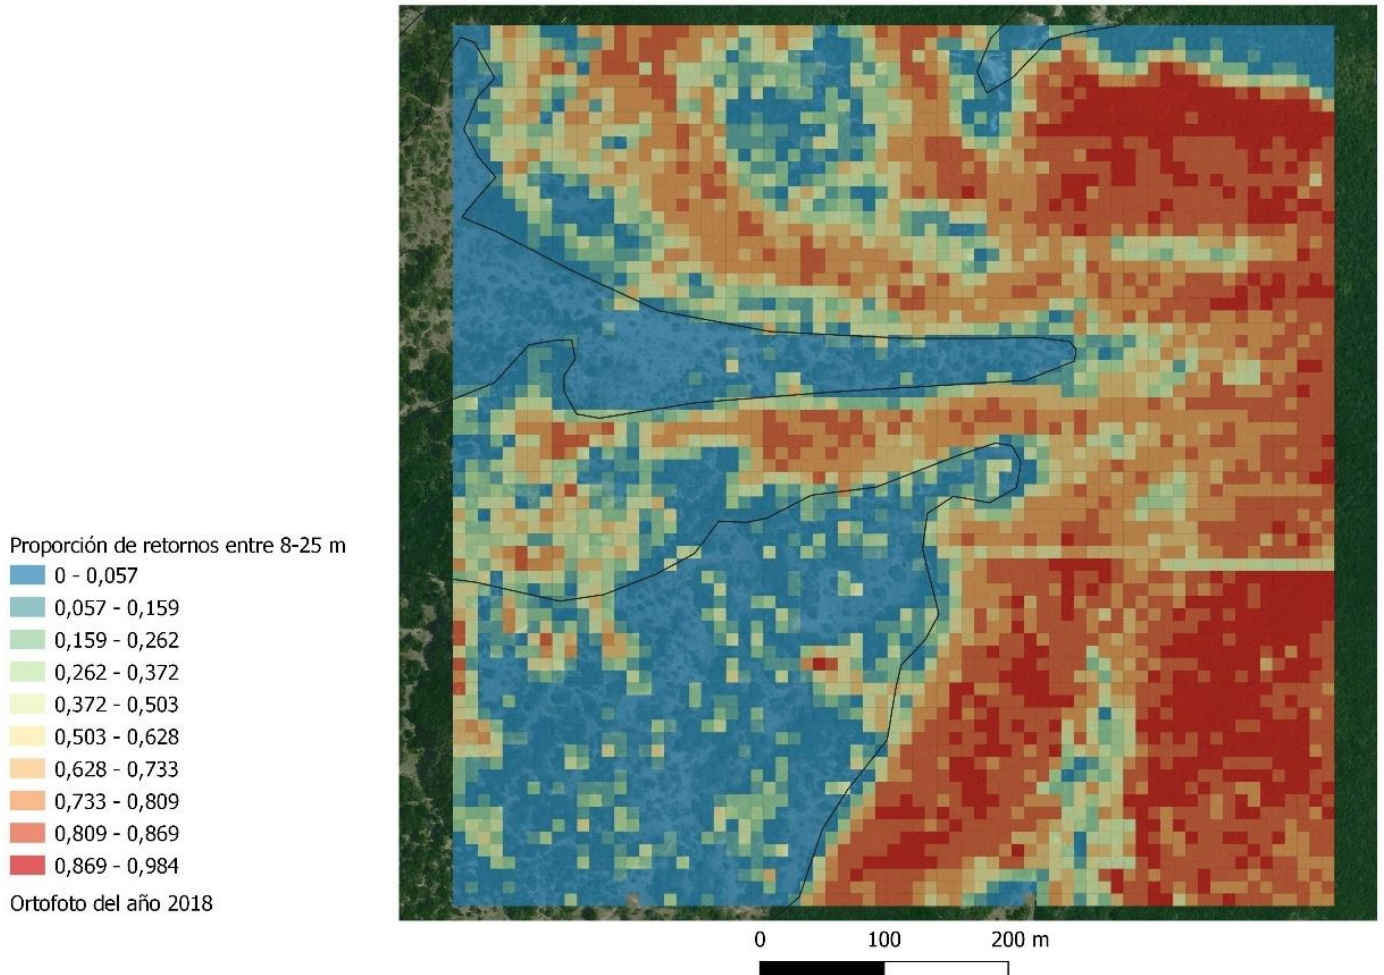 Proporción de retornos entre 8-25 m
0 - 0,057
0,057 - 0,159
0,159 - 0,262
0,262 - 0,372
0,372 - 0,503
0,503 - 0,628
0,628 - 0,733
0,733 - 0,809
0,809 - 0,869
0,869 - 0,984
Ortofoto del año 2018
0 100 200 m